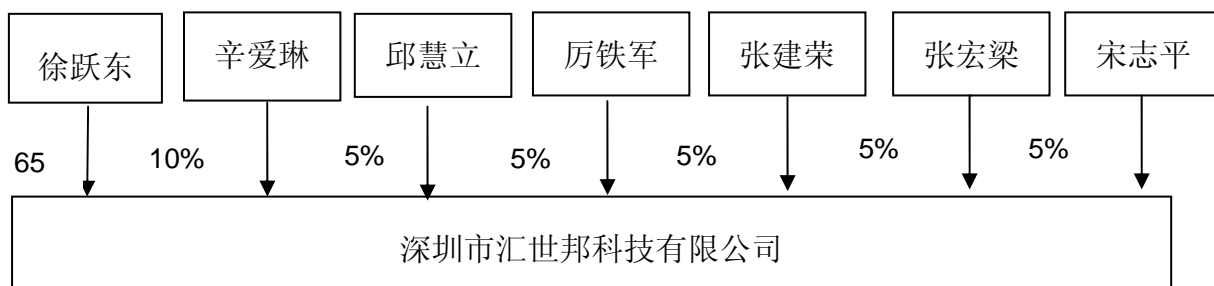 徐跃东 辛爱琳 邱慧立 厉铁军 张建荣 张宏梁 宋志平
65 10% 5% 5% 5% 5% 5%
深圳市汇世邦科技有限公司